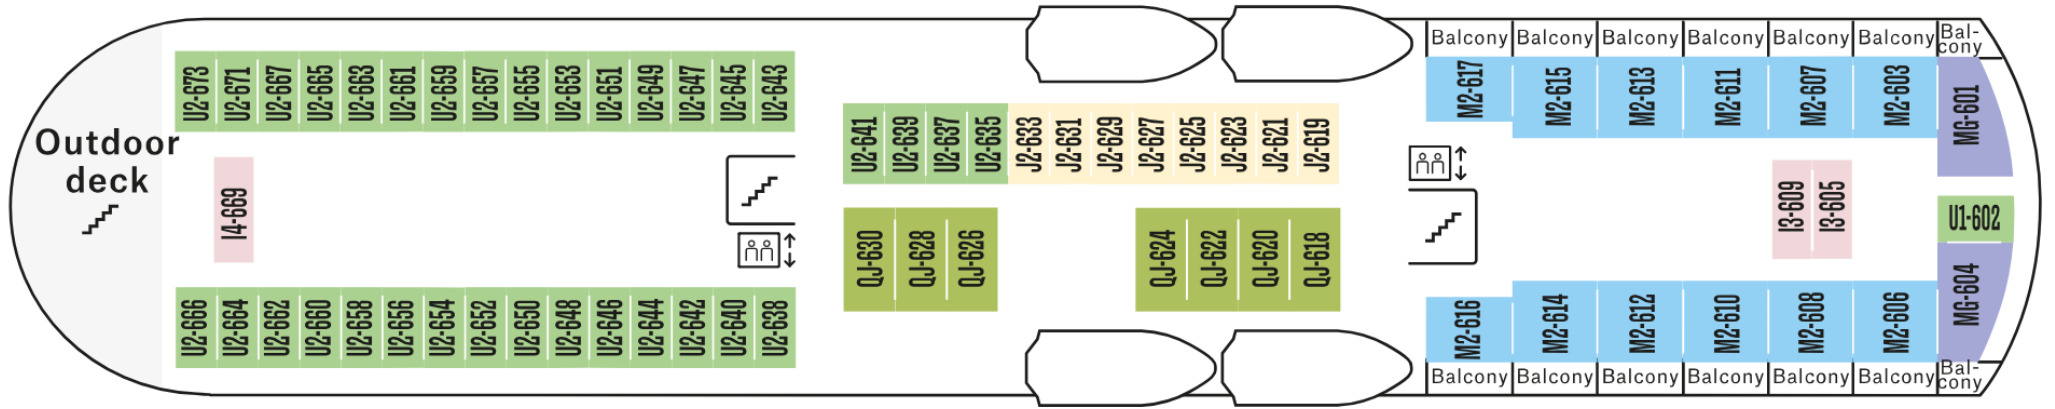 Balcony Balcony Balcony Balcony Balcony Balcony Bal-
cony
U2-673 U2-671 U2-667 U2-665 U2-663 U2-661 U2-659 U2-657 U2-655 U2-653 U2-651 U2-649 U2-647 U2-645 U2-643
M2-617 M2-615 M2-613 M2-611 M2-607 M2-603 MG-601
U2-641 U2-639 U2-637 U2-635 J2-633 J2-631 J2-629 J2-627 J2-625 J2-623 J2-621 J2-619
Outdoor
deck
I4-669
I3-609 I3-605
U1-602
QJ-630 QJ-628 QJ-626 QJ-624 QJ-622 QJ-620 QJ-618
U2-666 U2-664 U2-662 U2-660 U2-658 U2-656 U2-654 U2-652 U2-650 U2-648 U2-646 U2-644 U2-642 U2-640 U2-638
M2-616 M2-614 M2-612 M2-610 M2-608 M2-606 MG-604
Balcony Balcony Balcony Balcony Balcony Balcony Bal-
cony